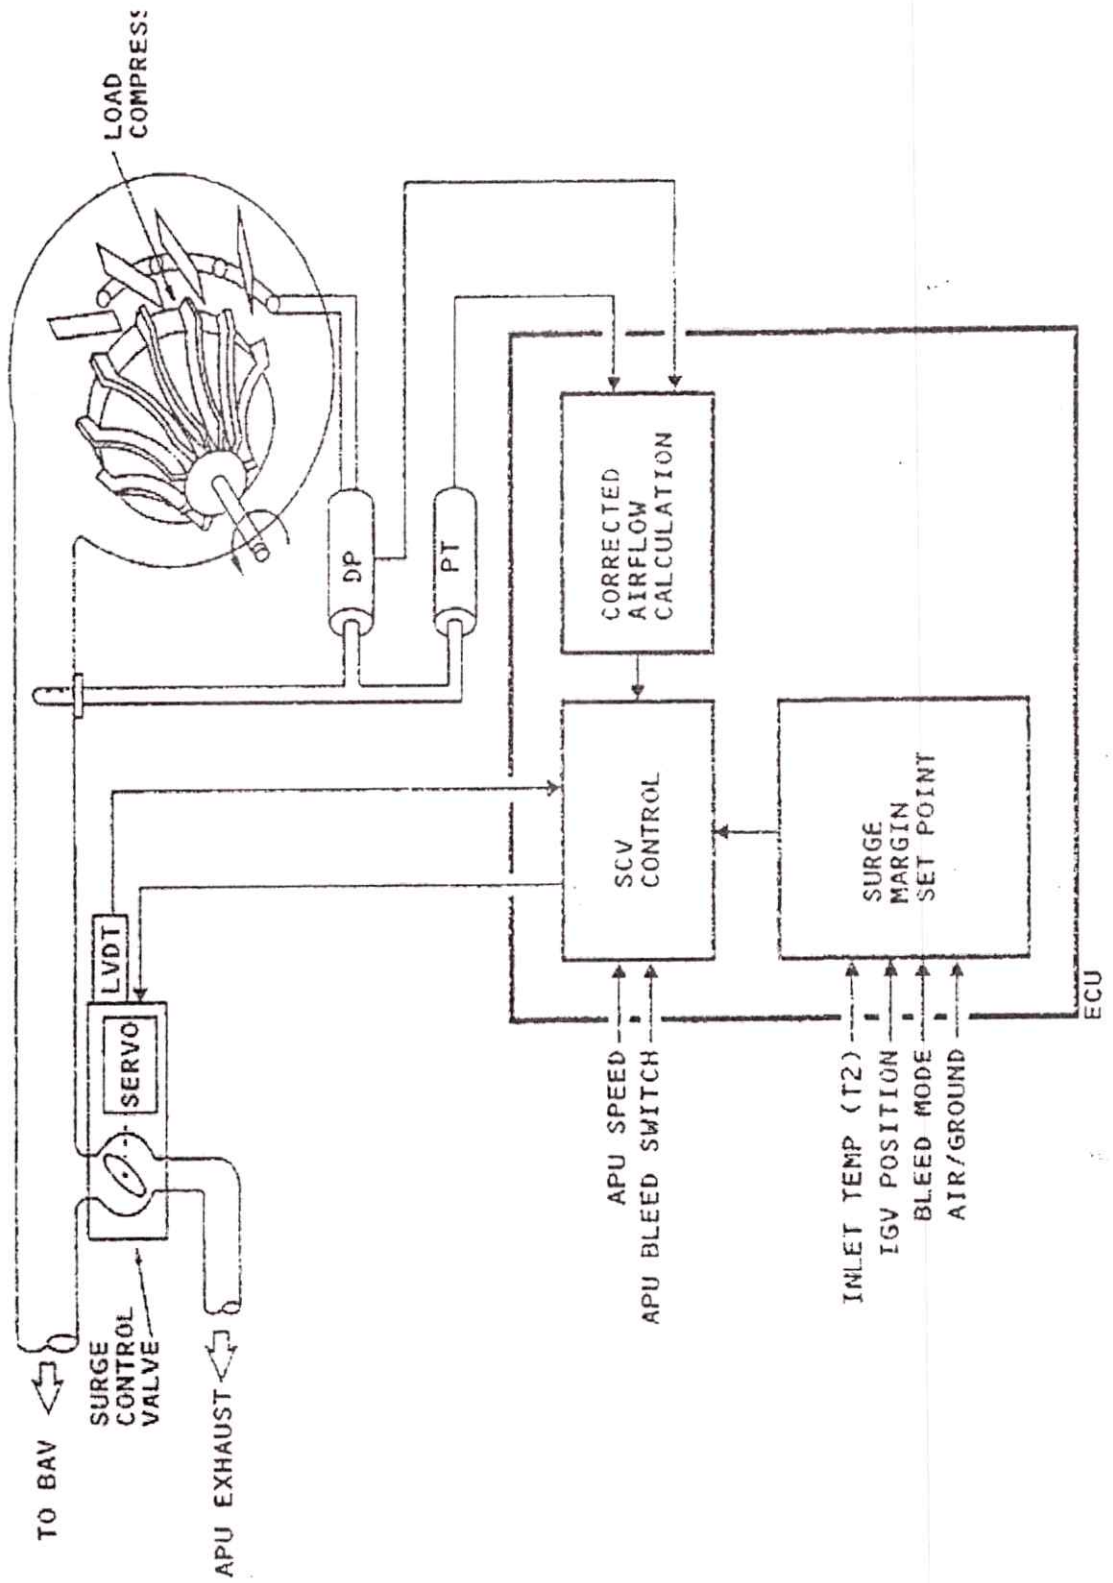 LOAD
COMPRESS
TO BAV
SURGE
CONTROL
VALVE
SERVO
LVDT
APU EXHAUST
DP
PT
APU SPEED
APU BLEED SWITCH
SCV
CONTROL
CORRECTED
AIRFLOW
CALCULATION
INLET TEMP (T2)
IGV POSITION
BLEED MODE
AIR/GROUND
SURGE
MARGIN
SET POINT
ECU